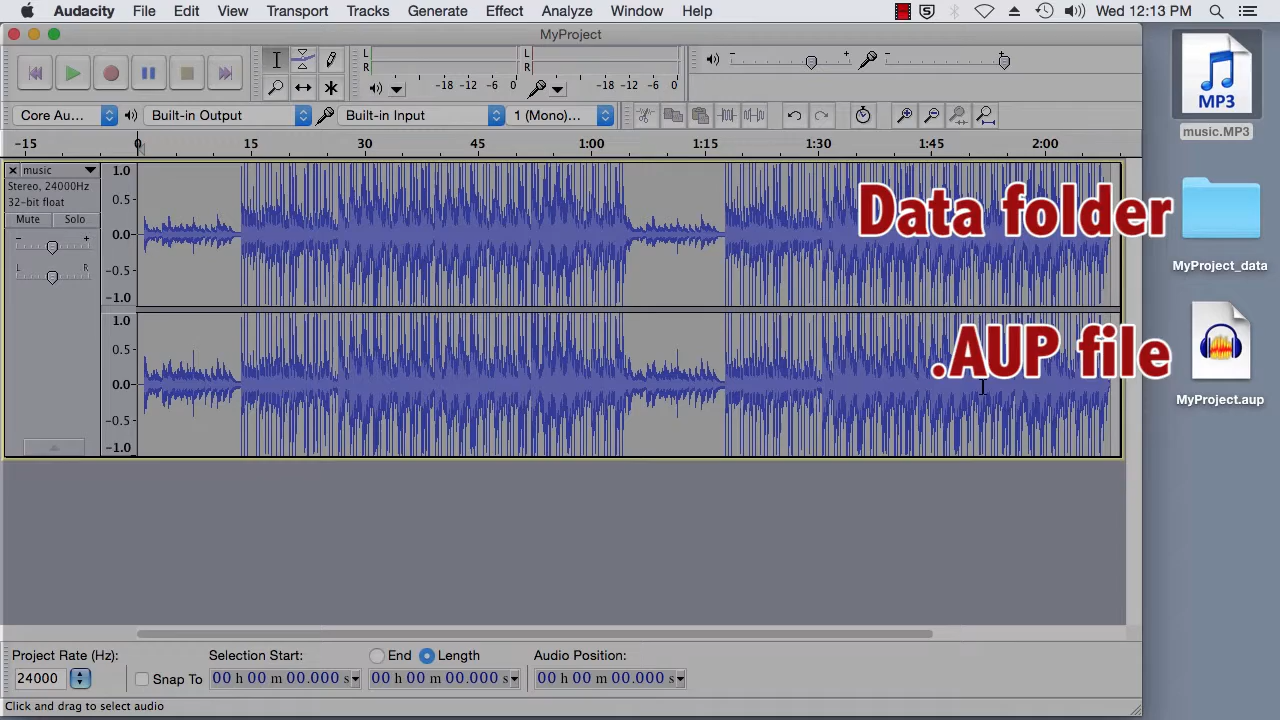 Audacity File Edit View Transport Tracks Generate Effect Analyze Window Help Wed 12:13 PM
MyProject
L
R
-18 -12 -6 0
L
R
-18 -12 -6 0
- +
- +
Core Au... Built-in Output Built-in Input 1 (Mono)...
-15 0 15 30 45 1:00 1:15 1:30 1:45 2:00
music
Stereo, 24000Hz
32-bit float
Mute Solo
- +
L R
1.0
0.5
0.0
-0.5
-1.0
1.0
0.5
0.0
-0.5
-1.0
MP3
music.MP3
Data folder
MyProject_data
.AUP file
MyProject.aup
Project Rate (Hz): Selection Start: End Length Audio Position:
24000 Snap To 00 h 00 m 00.000 s 00 h 00 m 00.000 s 00 h 00 m 00.000 s
Click and drag to select audio